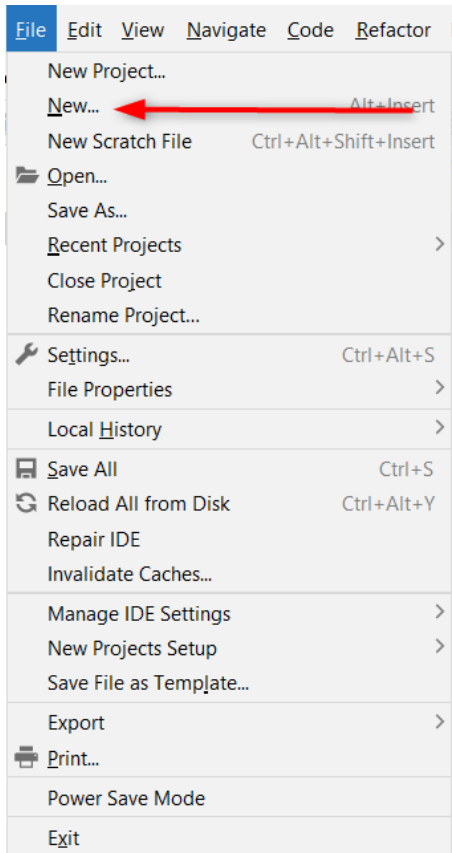 File Edit View Navigate Code Refactor
New Project...
New... Alt+Insert
New Scratch File Ctrl+Alt+Shift+Insert
Open...
Save As...
Recent Projects
Close Project
Rename Project...
Settings... Ctrl+Alt+S
File Properties
Local History
Save All Ctrl+S
Reload All from Disk Ctrl+Alt+Y
Repair IDE
Invalidate Caches...
Manage IDE Settings
New Projects Setup
Save File as Template...
Export
Print...
Power Save Mode
Exit